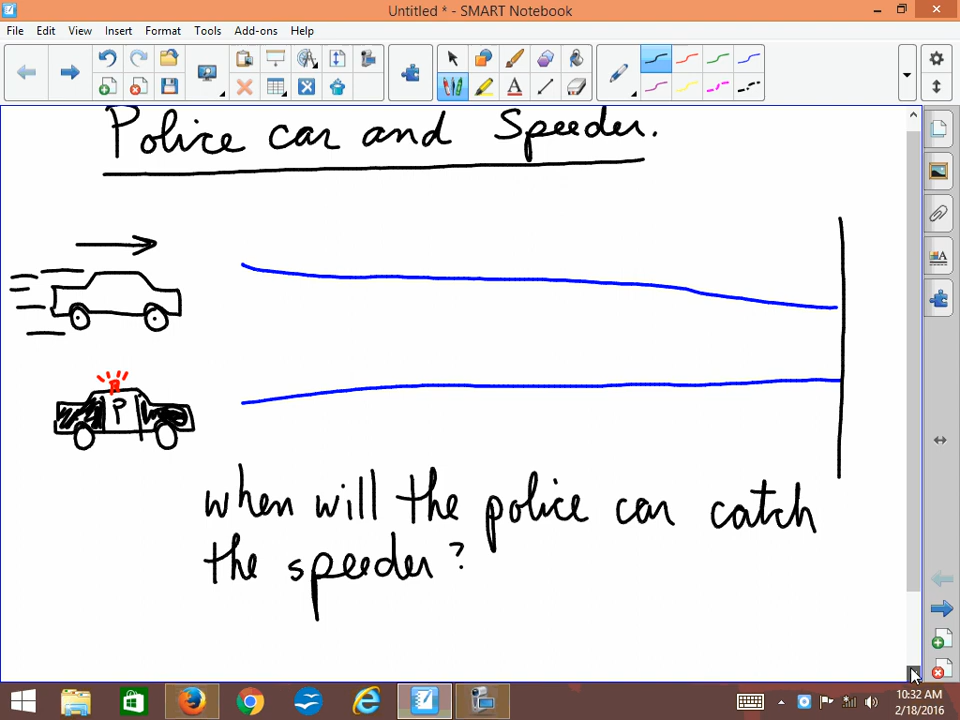 Untitled * - SMART Notebook
File Edit View Insert Format Tools Add-ons Help
Police car and Speeder.
P
when will the police car catch
the speeder?
10:32 AM
2/18/2016